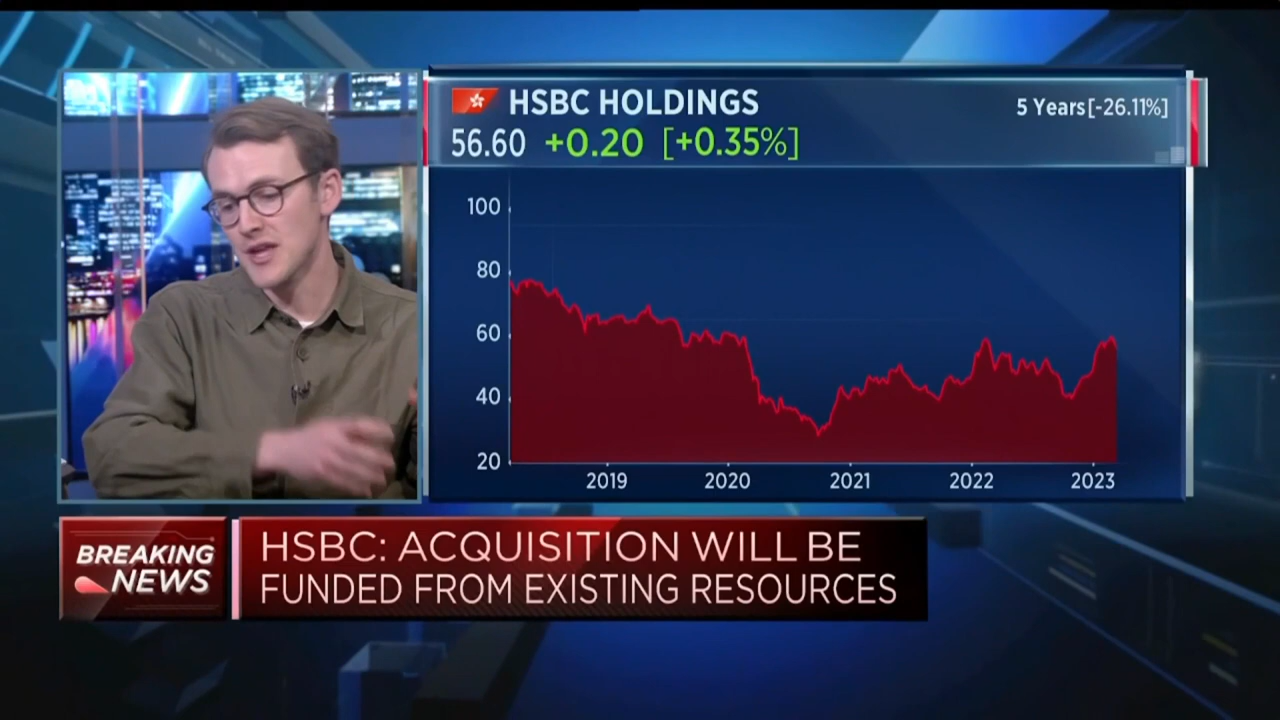 HSBC HOLDINGS
5 Years[-26.11%]
56.60 +0.20 [+0.35%]
100
80
60
40
20
2019 2020 2021 2022 2023
BREAKING
NEWS
HSBC: ACQUISITION WILL BE
FUNDED FROM EXISTING RESOURCES